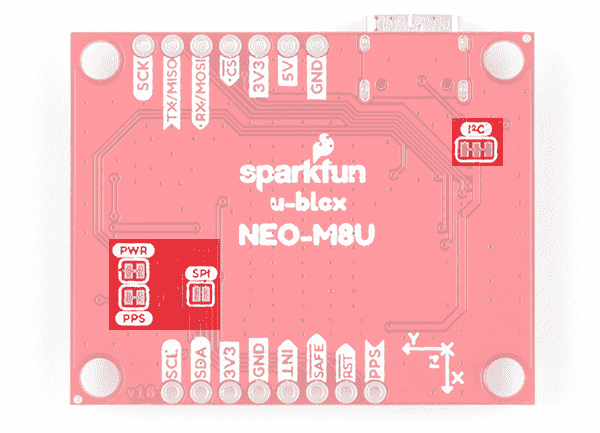 SCK
TX/MISO
RX/MOSI
CS
3V3
5V
GND
I²C
sparkfun
u-blox
NEO-M8U
PWR
SPI
PPS
SCL
SDA
3V3
GND
INT
SAFE
RST
PPS
Y
Z
X
v10